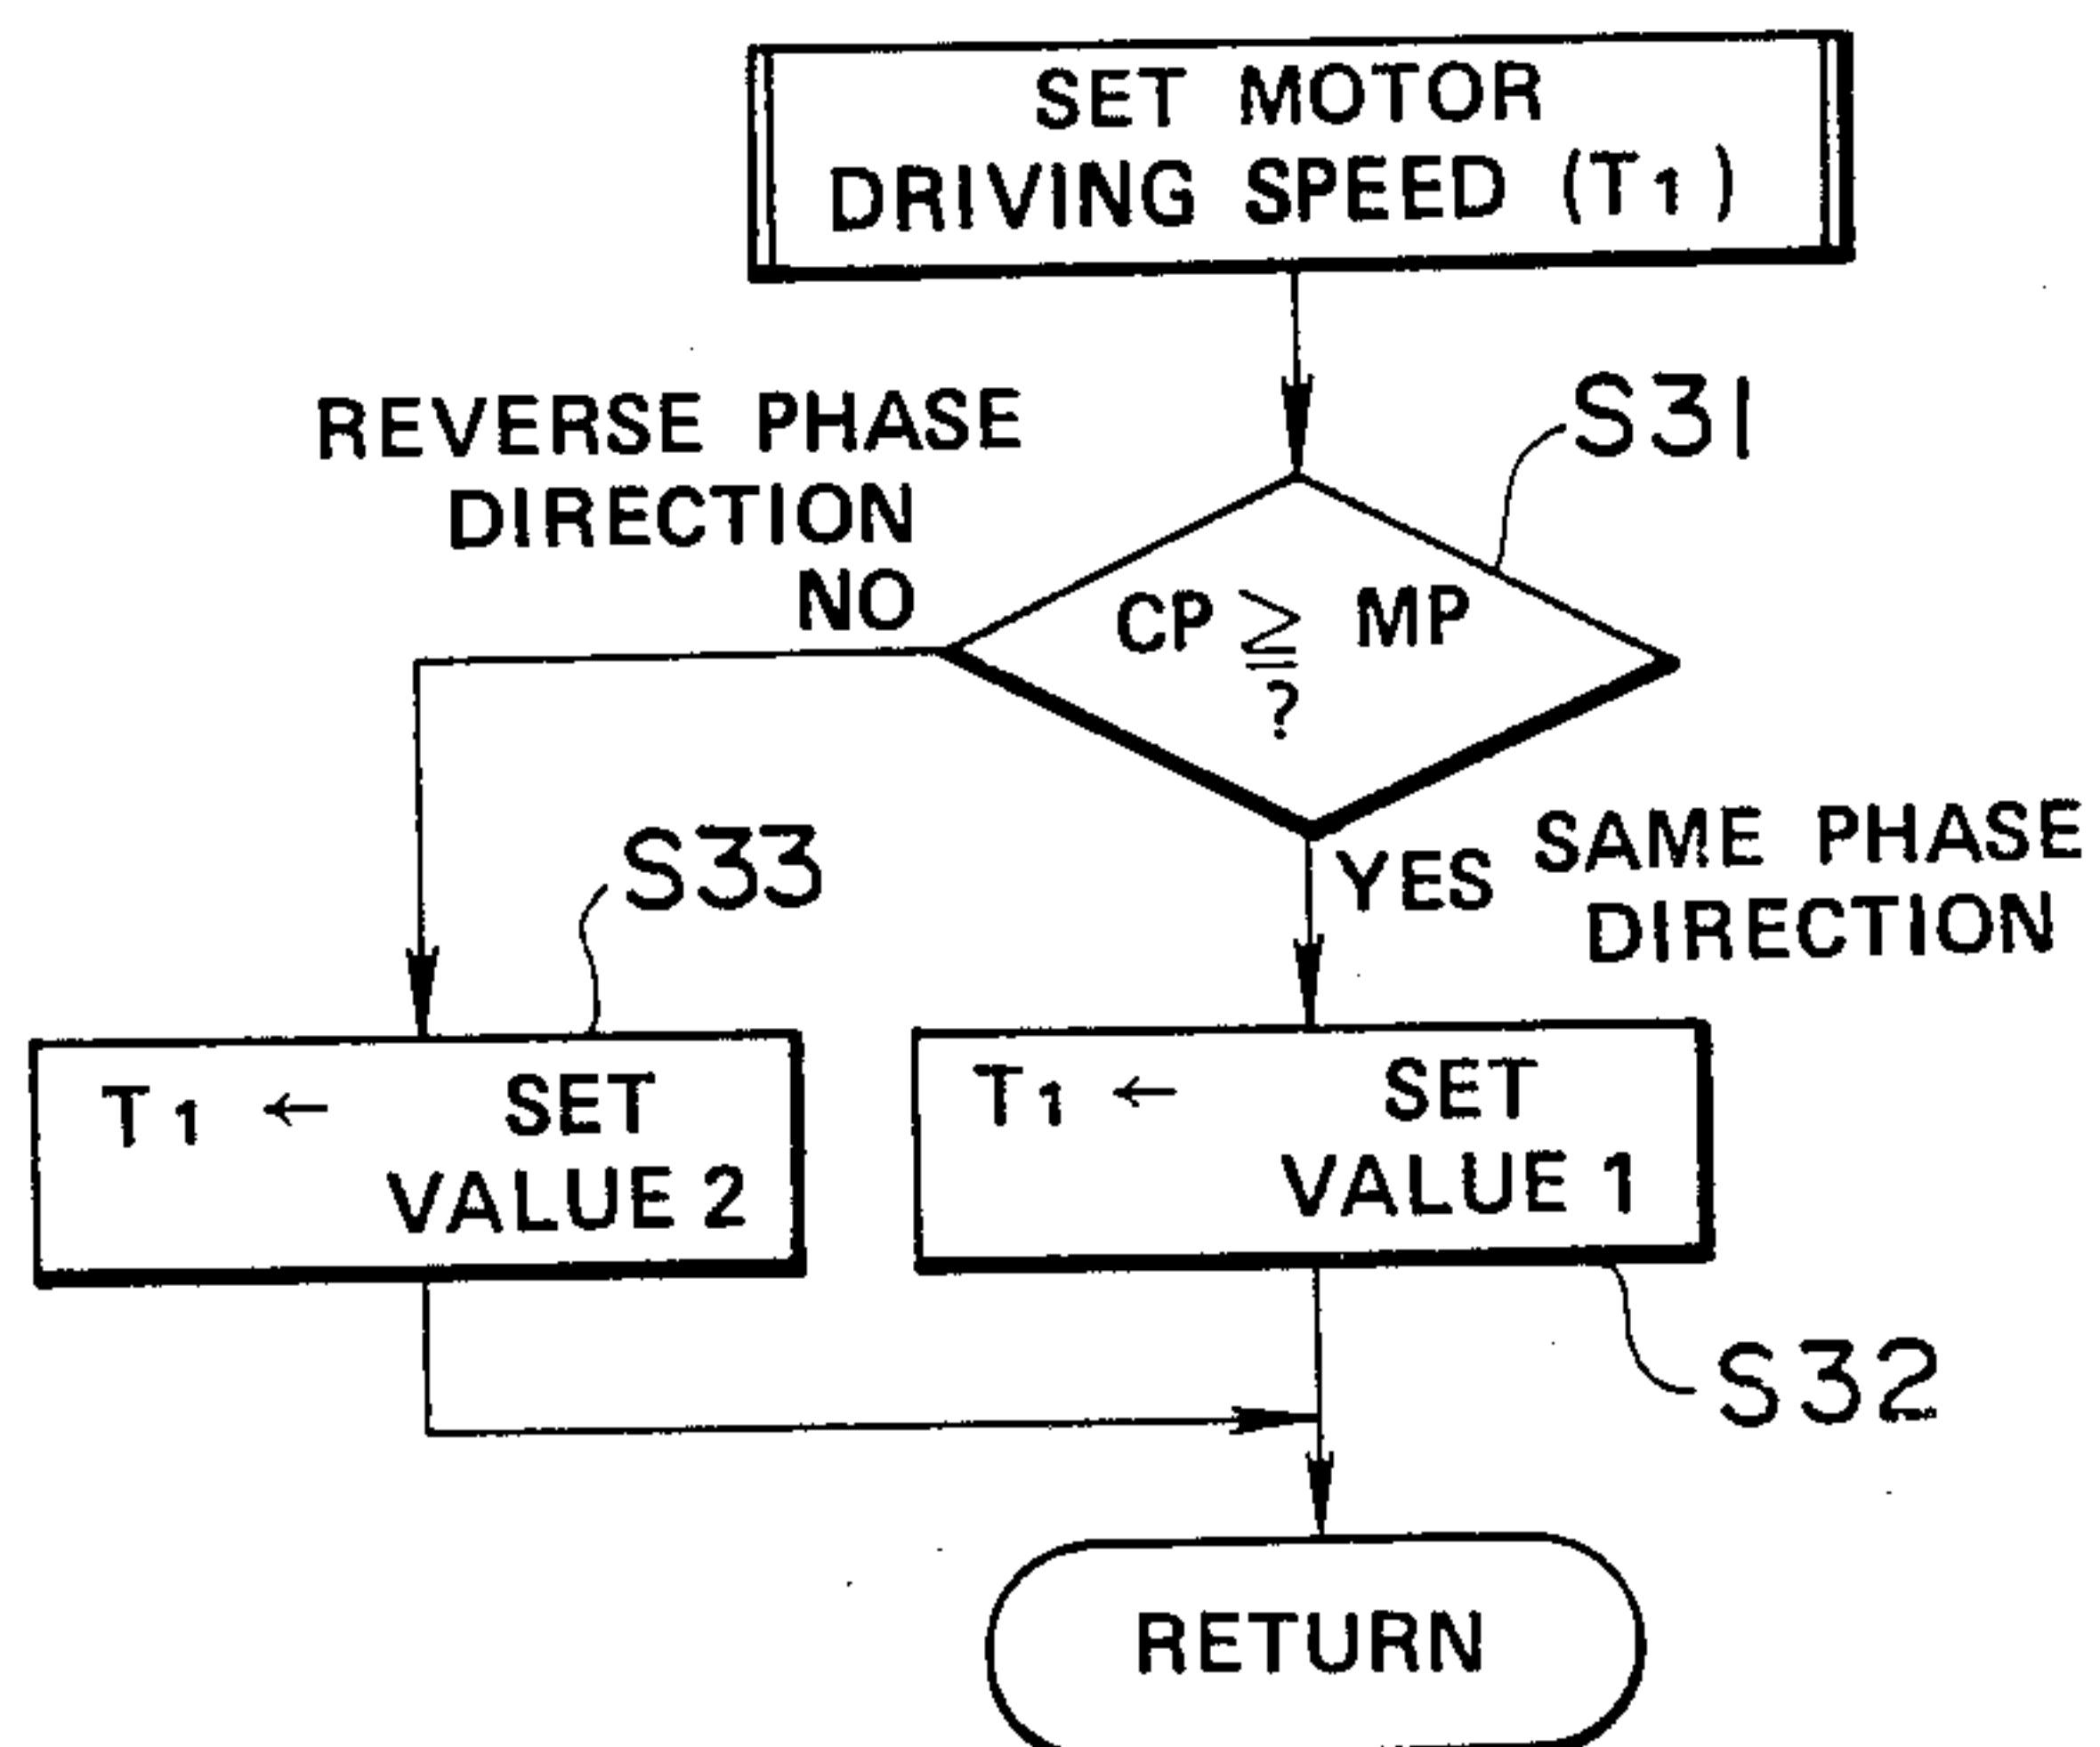 SET MOTOR
DRIVING SPEED (T1)
S31
REVERSE PHASE
DIRECTION
NO
CP ≧ MP
?
YES
SAME PHASE
DIRECTION
S33
T1 ← SET
VALUE 2
T1 ← SET
VALUE 1
S32
RETURN